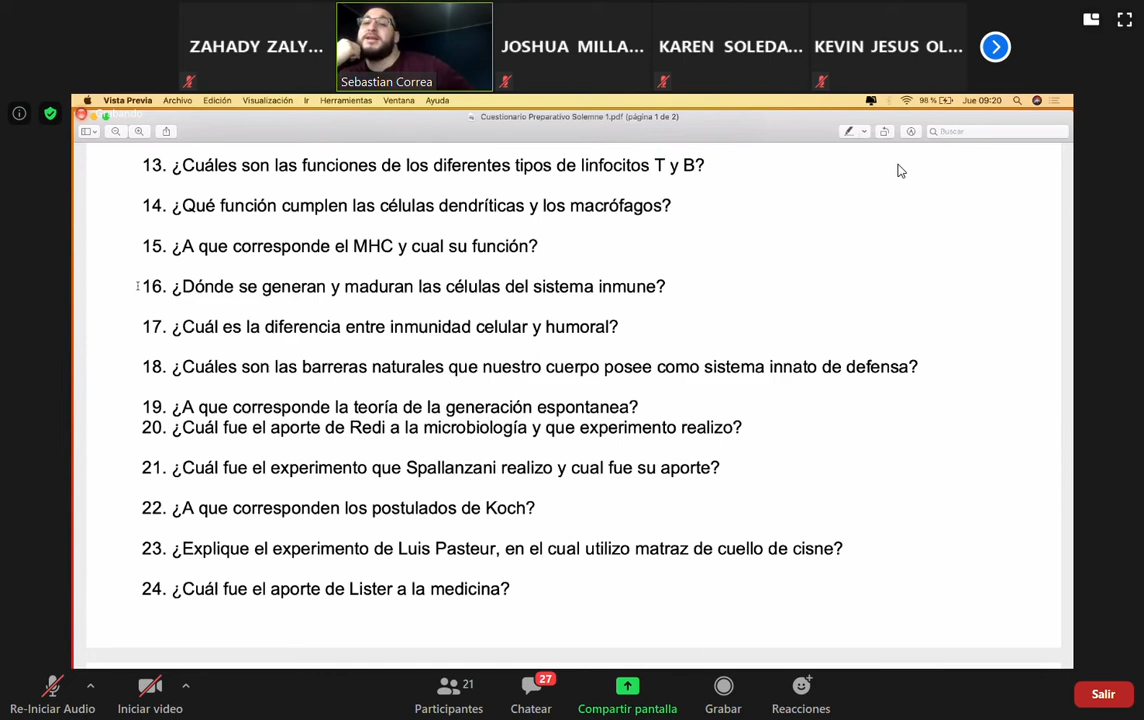 ZAHADY ZALY...
Sebastian Correa
JOSHUA MILLA...
KAREN SOLEDA...
KEVIN JESUS OL...
Vista Previa Archivo Edición Visualización Ir Herramientas Ventana Ayuda
98 % Jue 09:20
Cuestionario Preparativo Solemne 1.pdf (página 1 de 2)
Buscar
13. ¿Cuáles son las funciones de los diferentes tipos de linfocitos T y B?
14. ¿Qué función cumplen las células dendríticas y los macrófagos?
15. ¿A que corresponde el MHC y cual su función?
16. ¿Dónde se generan y maduran las células del sistema inmune?
17. ¿Cuál es la diferencia entre inmunidad celular y humoral?
18. ¿Cuáles son las barreras naturales que nuestro cuerpo posee como sistema innato de defensa?
19. ¿A que corresponde la teoría de la generación espontanea?
20. ¿Cuál fue el aporte de Redi a la microbiología y que experimento realizo?
21. ¿Cuál fue el experimento que Spallanzani realizo y cual fue su aporte?
22. ¿A que corresponden los postulados de Koch?
23. ¿Explique el experimento de Luis Pasteur, en el cual utilizo matraz de cuello de cisne?
24. ¿Cuál fue el aporte de Lister a la medicina?
21
27
Re-Iniciar Audio
Iniciar video
Participantes
Chatear
Compartir pantalla
Grabar
Reacciones
Salir